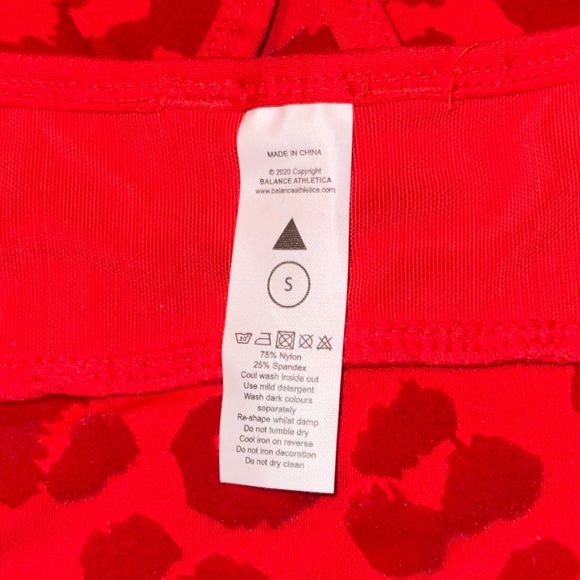 MADE IN CHINA
© 2020 Copyright
BALANCE ATHLETICA
www.balanceathletica.com
S
30°
75% Nylon
25% Spandex
Cool wash inside out
Use mild detergent
Wash dark colours
separately
Re-shape whilst damp
Do not tumble dry
Cool iron on reverse
Do not iron decoration
Do not dry clean